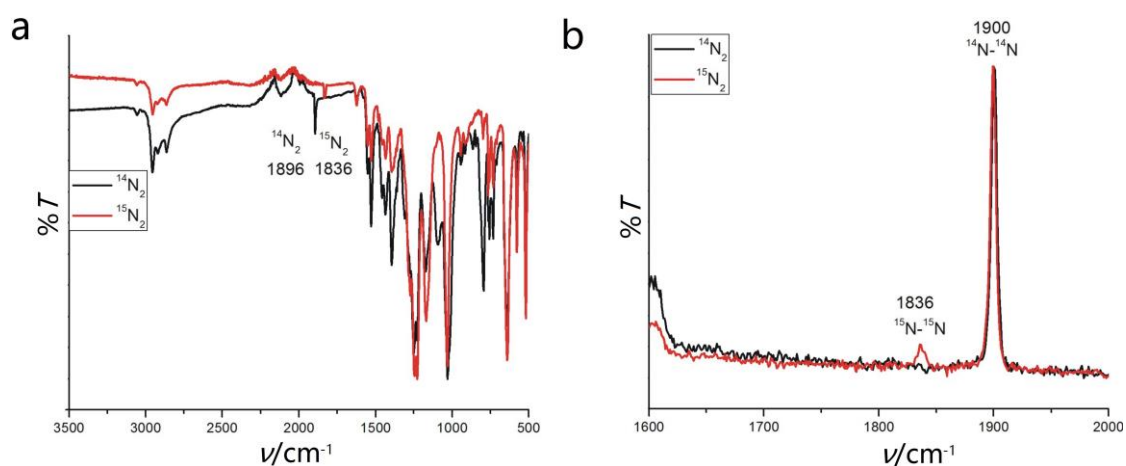 a
%T
¹⁴N₂
¹⁵N₂
¹⁴N₂ ¹⁵N₂
1896 1836
3500 3000 2500 2000 1500 1000 500
ν/cm⁻¹
b
%T
¹⁴N₂
¹⁵N₂
1900
¹⁴N-¹⁴N
1836
¹⁵N-¹⁵N
1600 1700 1800 1900 2000
ν/cm⁻¹